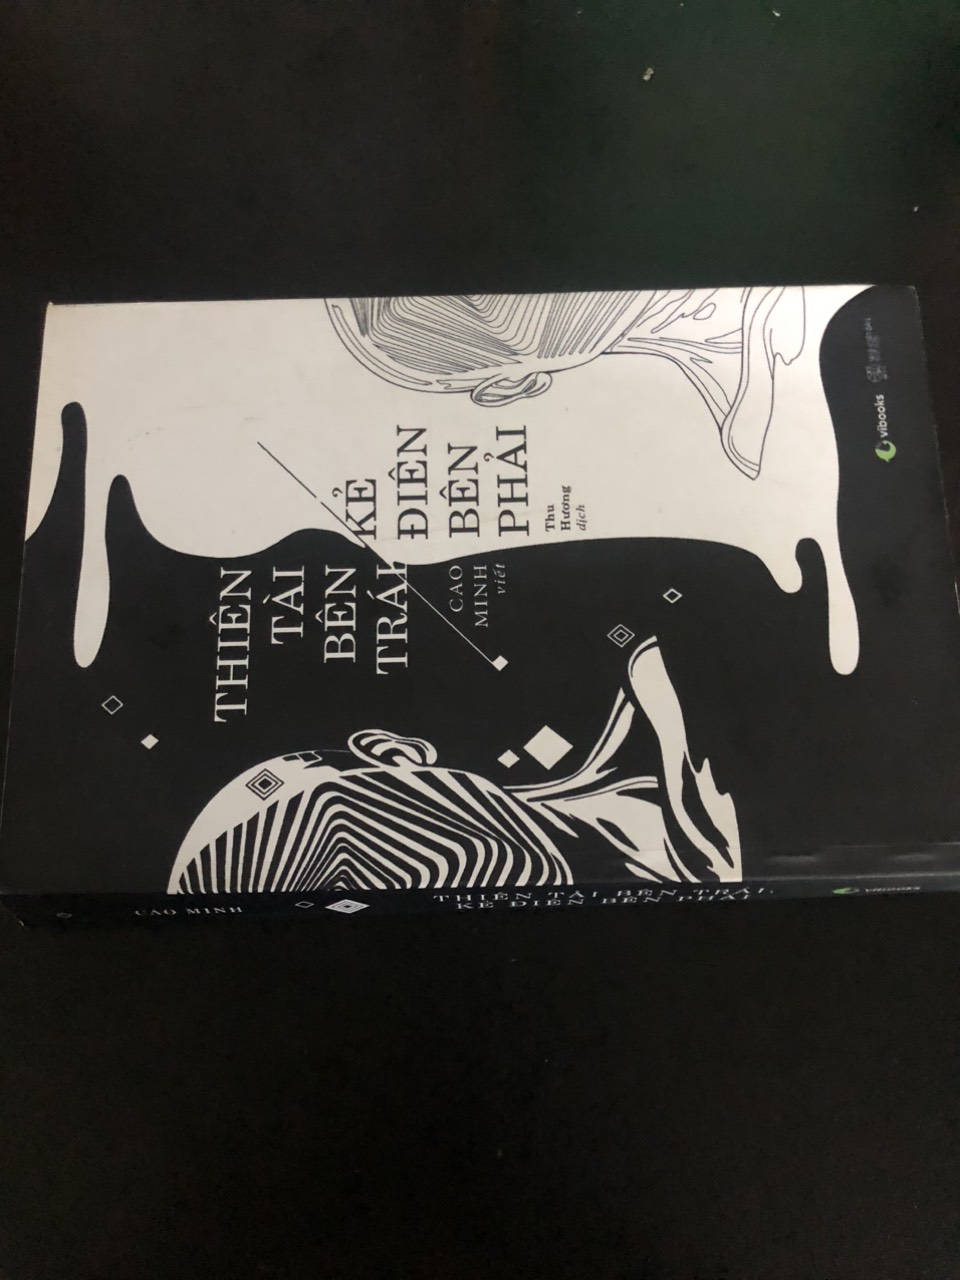 THIÊN
TÀI
BÊN
TRÁI
KẺ
ĐIÊN
BÊN
PHẢI
CAO
MINH
viết
Thu
Hương
dịch
vibooks
CAO MINH
THIÊN TÀI BÊN TRÁI,
KẺ ĐIÊN BÊN PHẢI
vibooks